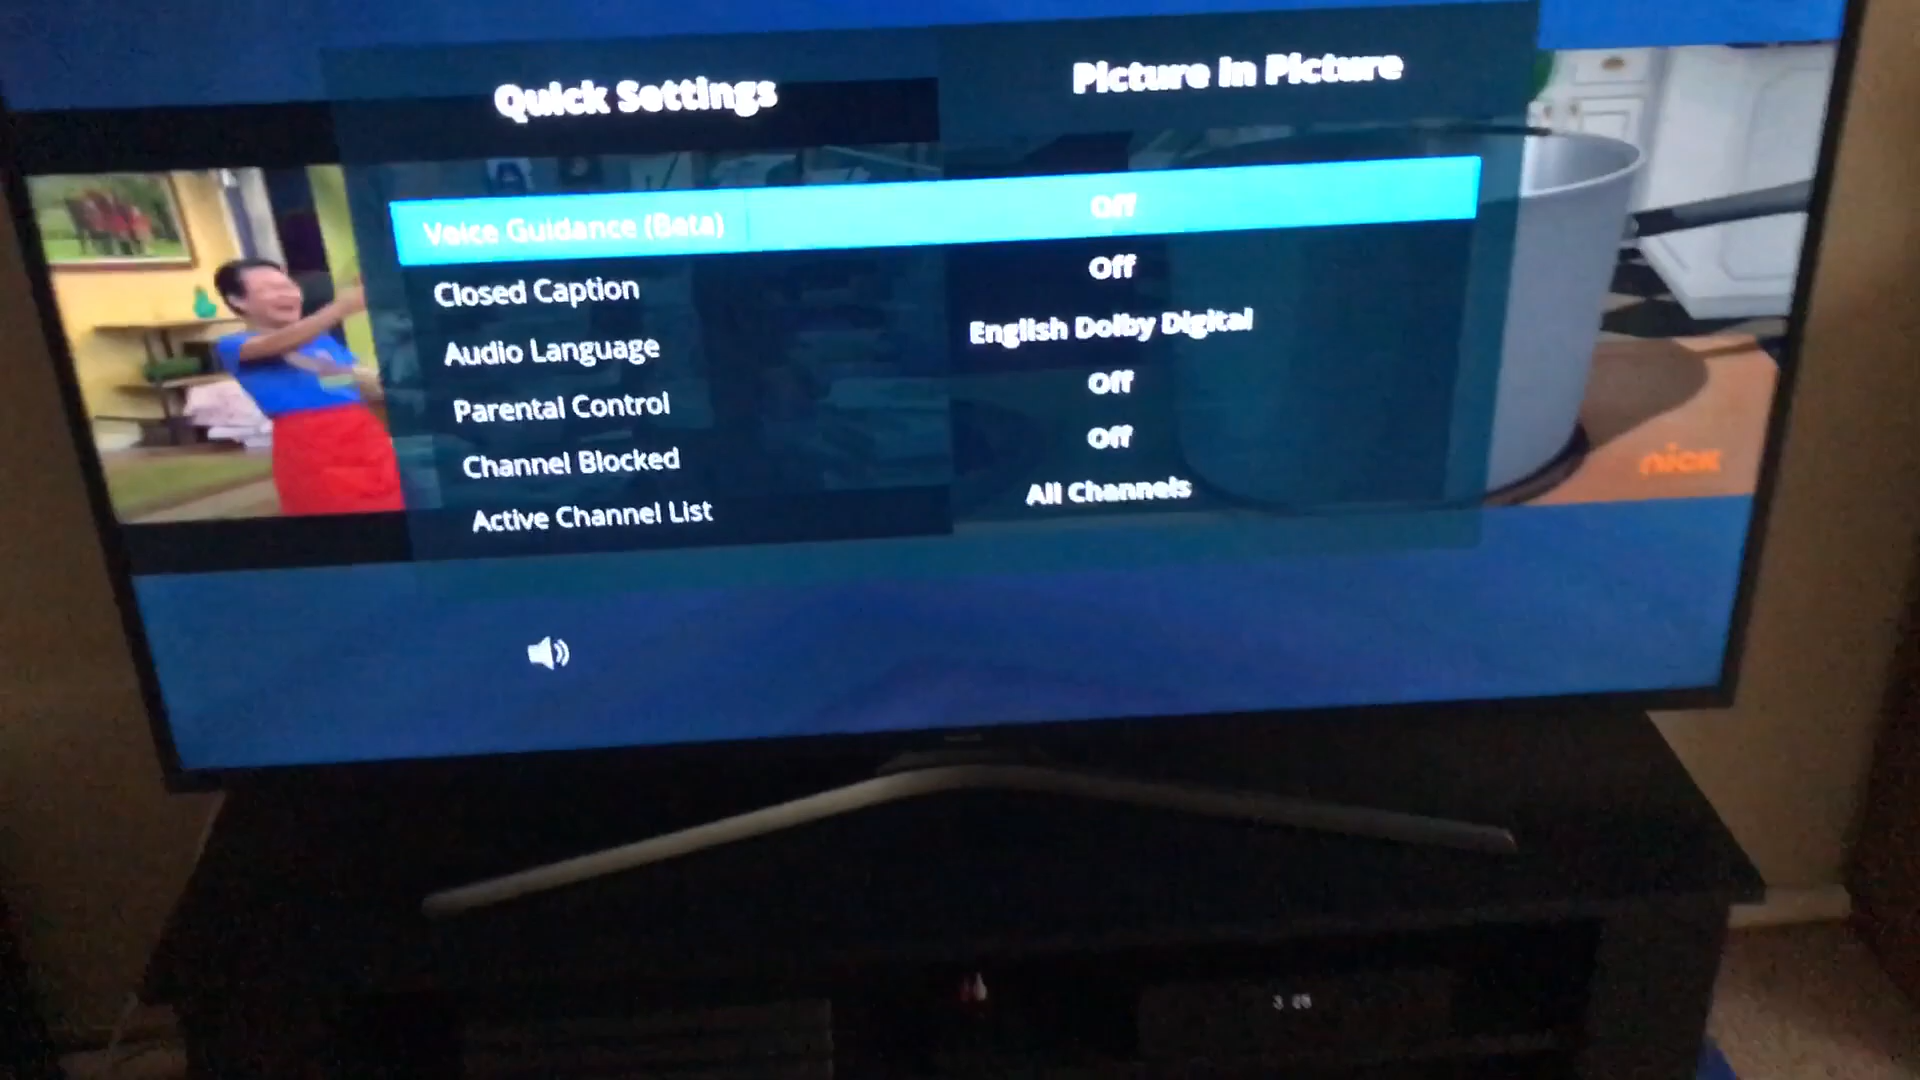 Quick Settings
Picture in Picture
Voice Guidance (Beta) Off
Closed Caption Off
Audio Language English Dolby Digital
Parental Control Off
Channel Blocked Off
Active Channel List All Channels
nick